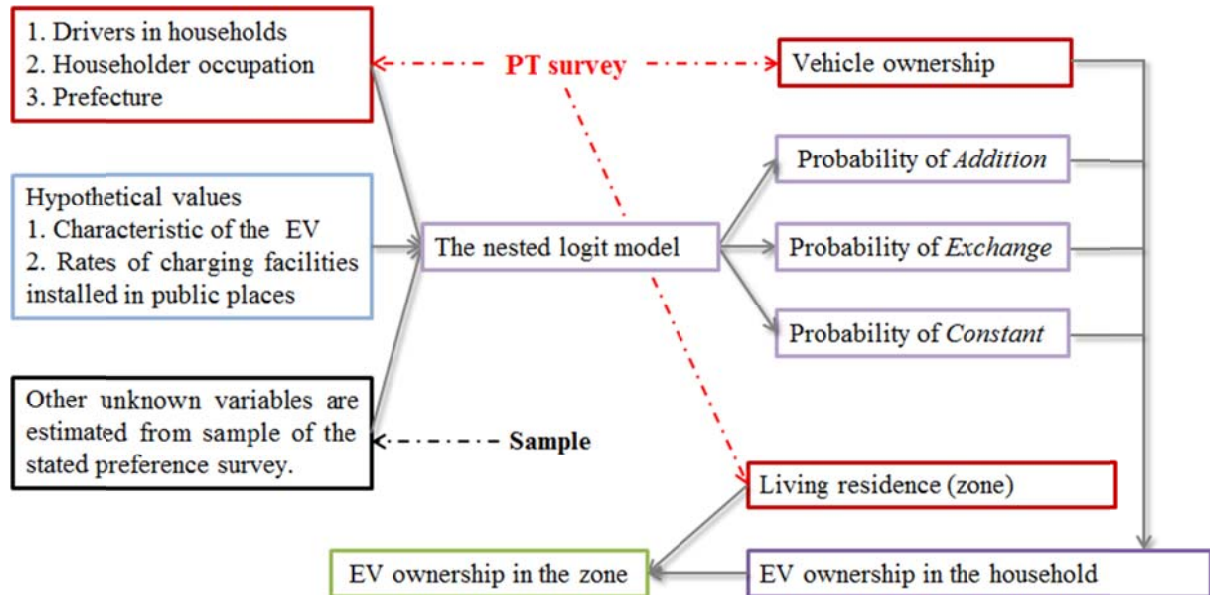 1. Drivers in households
2. Householder occupation
3. Prefecture
PT survey
Vehicle ownership
Probability of Addition
Hypothetical values
1. Characteristic of the EV
2. Rates of charging facilities
installed in public places
The nested logit model
Probability of Exchange
Probability of Constant
Other unknown variables are
estimated from sample of the
stated preference survey.
Sample
Living residence (zone)
EV ownership in the zone
EV ownership in the household